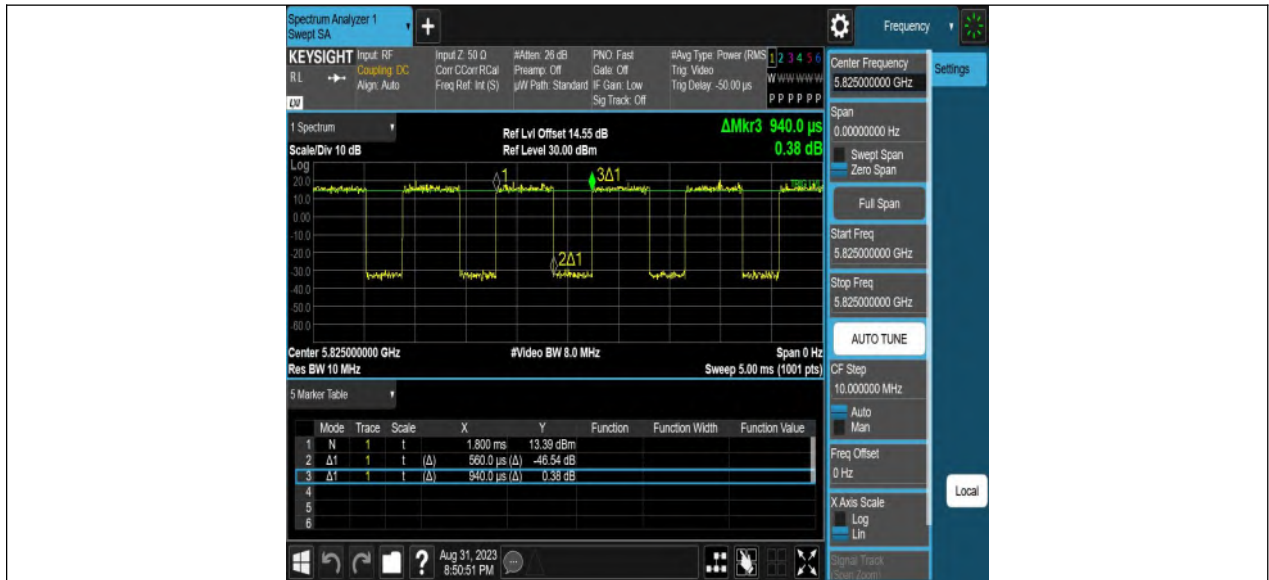 Spectrum Analyzer 1
Swept SA
+
Frequency
KEYSIGHT
RL
LXI
Input: RF
Coupling: DC
Align: Auto
Input Z: 50 Ω
Corr CCorr RCal
Freq Ref: Int (S)
#Atten: 26 dB
Preamp: Off
µW Path: Standard
PNO: Fast
Gate: Off
IF Gain: Low
Sig Track: Off
#Avg Type: Power (RMS
Trig: Video
Trig Delay: -50.00 µs
1 2 3 4 5 6
W W W W W W
P P P P P P
Center Frequency
5.825000000 GHz
Settings
1 Spectrum
Scale/Div 10 dB
Ref Lvl Offset 14.55 dB
Ref Level 30.00 dBm
ΔMkr3 940.0 µs
0.38 dB
Log
20.0
10.0
0.00
-10.0
-20.0
-30.0
-40.0
-50.0
-60.0
1
3Δ1
2Δ1
Center 5.825000000 GHz
Res BW 10 MHz
#Video BW 8.0 MHz
Span 0 Hz
Sweep 5.00 ms (1001 pts)
Span
0.00000000 Hz
Swept Span
Zero Span
Full Span
Start Freq
5.825000000 GHz
Stop Freq
5.825000000 GHz
AUTO TUNE
CF Step
10.000000 MHz
Auto
Man
Freq Offset
0 Hz
X Axis Scale
Log
Lin
Signal Track
(Span Zoom)
Local
5 Marker Table
Mode Trace Scale X Y Function Function Width Function Value
1 N 1 t 1.800 ms 13.39 dBm
2 Δ1 1 t (Δ) 560.0 µs (Δ) -46.54 dB
3 Δ1 1 t (Δ) 940.0 µs (Δ) 0.38 dB
4
5
6
?
Aug 31, 2023
8:50:51 PM